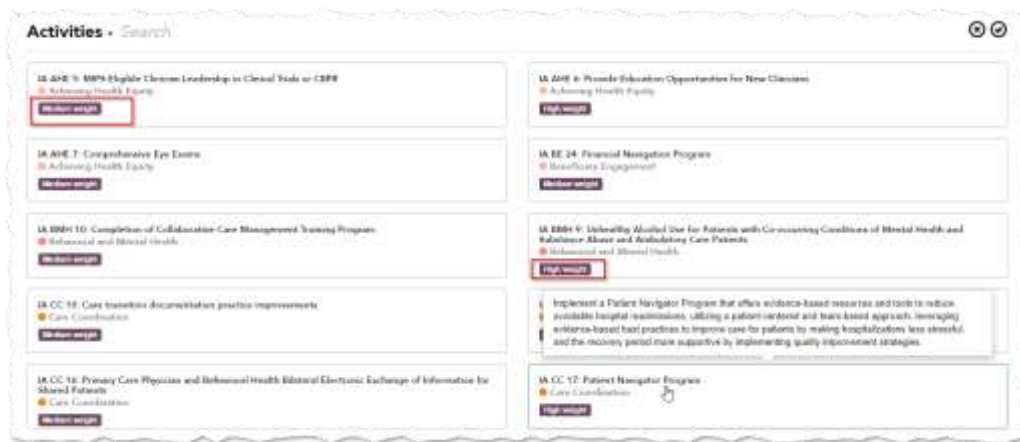 Activities - Search
IA AHE 5: MIPS Eligible Clinician Leadership in Clinical Trials or CBPR
Achieving Health Equity
Medium weight
IA AHE 6: Provide Education Opportunities for New Clinicians
Achieving Health Equity
High weight
IA AHE 7: Comprehensive Eye Exams
Achieving Health Equity
Medium weight
IA BE 24: Financial Navigation Program
Beneficiary Engagement
Medium weight
IA BMH 10: Completion of Collaborative Care Management Training Program
Behavioral and Mental Health
Medium weight
IA BMH 9: Unhealthy Alcohol Use for Patients with Co-occurring Conditions of Mental Health and
Substance Abuse and Ambulatory Care Patients
Behavioral and Mental Health
High weight
IA CC 10: Care transition documentation practice improvements
Care Coordination
Medium weight
Implement a Patient Navigator Program that offers evidence-based resources and tools to reduce
avoidable hospital readmissions, utilizing a patient-centered and team-based approach, leveraging
evidence-based best practices to improve care for patients by making hospitalizations less stressful,
and the recovery period more supportive by implementing quality improvement strategies.
IA CC 16: Primary Care Physician and Behavioral Health Bilateral Electronic Exchange of Information for
Shared Patients
Care Coordination
Medium weight
IA CC 17: Patient Navigator Program
Care Coordination
High weight